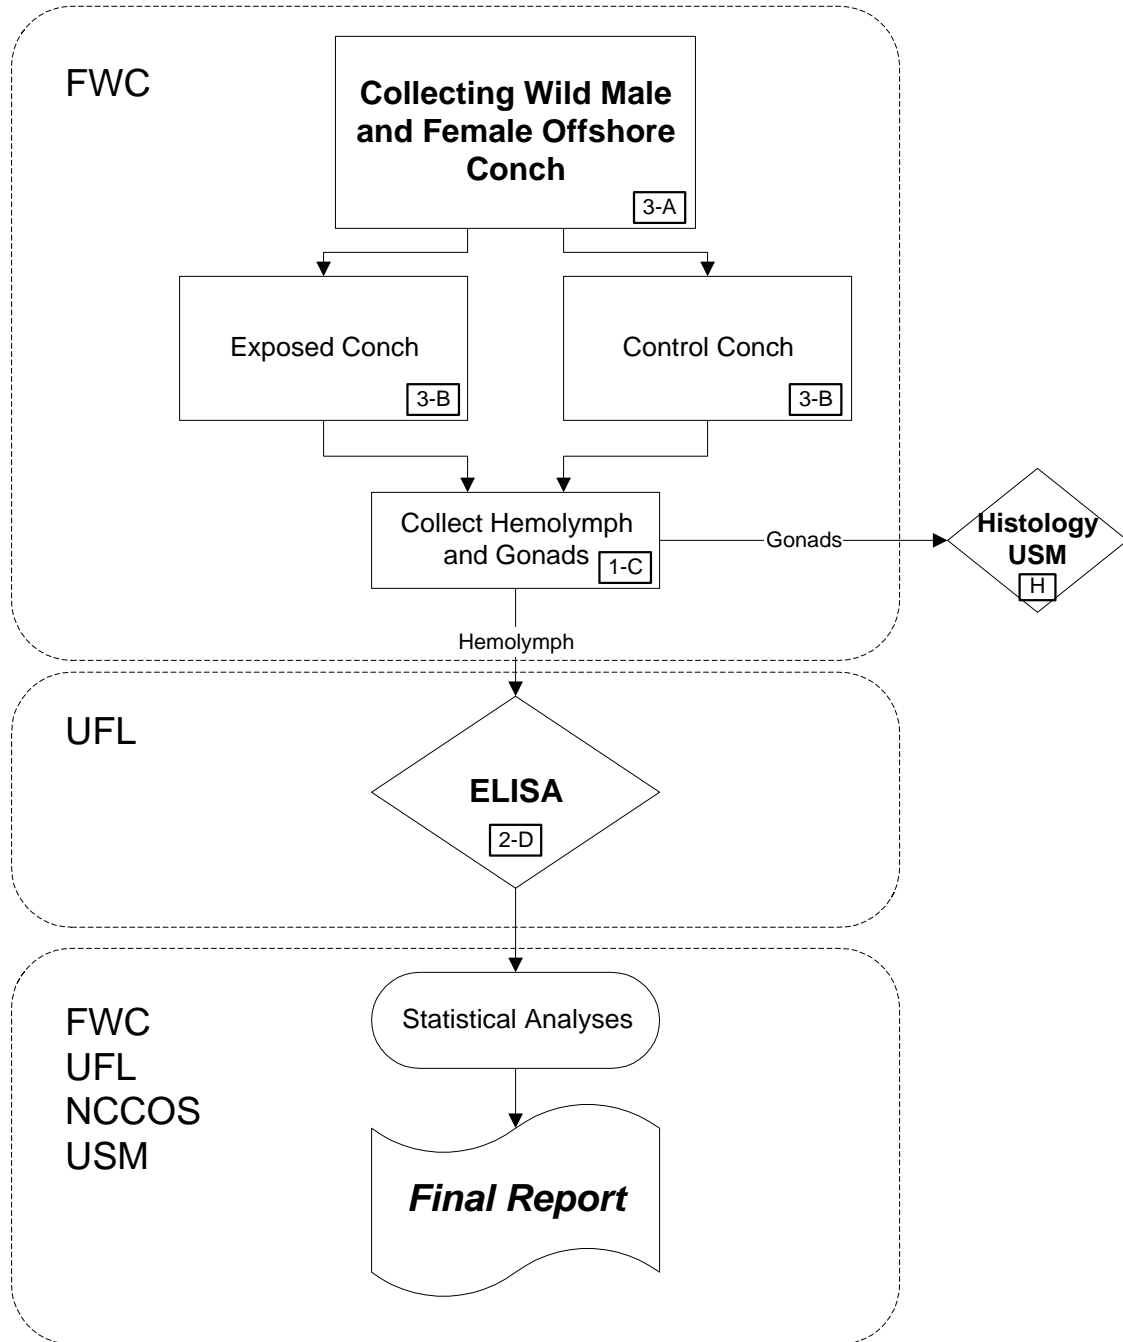 FWC
Collecting Wild Male
and Female Offshore
Conch
3-A
Exposed Conch
3-B
Control Conch
3-B
Collect Hemolymph
and Gonads
1-C
Gonads
Histology
USM
H
Hemolymph
UFL
ELISA
2-D
FWC
UFL
NCCOS
USM
Statistical Analyses
Final Report